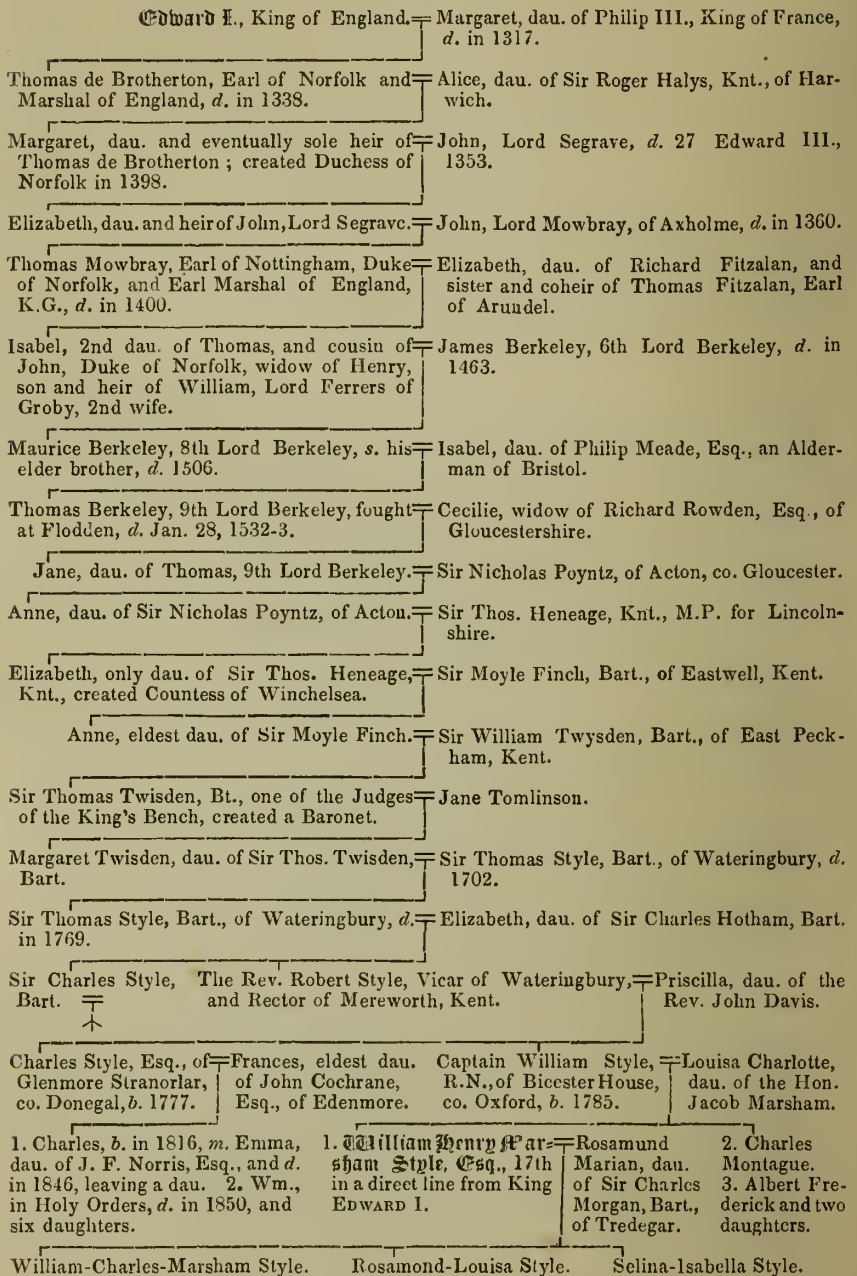 Edward I., King of England. Margaret, dau. of Philip III., King of France,
d. in 1317.
Thomas de Brotherton, Earl of Norfolk and
Marshal of England, d. in 1338.
Alice, dau. of Sir Roger Halys, Knt., of Har-
wich.
Margaret, dau. and eventually sole heir of
Thomas de Brotherton ; created Duchess of
Norfolk in 1398.
John, Lord Segrave, d. 27 Edward III.,
1353.
Elizabeth, dau. and heir of John, Lord Segrave. John, Lord Mowbray, of Axholme, d. in 1360.
Thomas Mowbray, Earl of Nottingham, Duke
of Norfolk, and Earl Marshal of England,
K.G., d. in 1400.
Elizabeth, dau. of Richard Fitzalan, and
sister and coheir of Thomas Fitzalan, Earl
of Arundel.
Isabel, 2nd dau. of Thomas, and cousin of
John, Duke of Norfolk, widow of Henry,
son and heir of William, Lord Ferrers of
Groby, 2nd wife.
James Berkeley, 6th Lord Berkeley, d. in
1463.
Maurice Berkeley, 8th Lord Berkeley, s. his
elder brother, d. 1506.
Isabel, dau. of Philip Meade, Esq., an Alder-
man of Bristol.
Thomas Berkeley, 9th Lord Berkeley, fought
at Flodden, d. Jan. 28, 1532-3.
Cecilie, widow of Richard Rowden, Esq., of
Gloucestershire.
Jane, dau. of Thomas, 9th Lord Berkeley. Sir Nicholas Poyntz, of Acton, co. Gloucester.
Anne, dau. of Sir Nicholas Poyntz, of Acton. Sir Thos. Heneage, Knt., M.P. for Lincoln-
shire.
Elizabeth, only dau. of Sir Thos. Heneage,
Knt., created Countess of Winchelsea.
Sir Moyle Finch, Bart., of Eastwell, Kent.
Anne, eldest dau. of Sir Moyle Finch. Sir William Twysden, Bart., of East Peck-
ham, Kent.
Sir Thomas Twisden, Bt., one of the Judges
of the King's Bench, created a Baronet.
Jane Tomlinson.
Margaret Twisden, dau. of Sir Thos. Twisden,
Bart.
Sir Thomas Style, Bart., of Wateringbury, d.
1702.
Sir Thomas Style, Bart., of Wateringbury, d.
in 1769.
Elizabeth, dau. of Sir Charles Hotham, Bart.
Sir Charles Style,
Bart.
The Rev. Robert Style, Vicar of Wateringbury,
and Rector of Mereworth, Kent.
Priscilla, dau. of the
Rev. John Davis.
Charles Style, Esq., of
Glenmore Stranorlar,
co. Donegal, b. 1777.
Frances, eldest dau.
of John Cochrane,
Esq., of Edenmore.
Captain William Style,
R.N., of Bicester House,
co. Oxford, b. 1785.
Louisa Charlotte,
dau. of the Hon.
Jacob Marsham.
1. Charles, b. in 1816, m. Emma,
dau. of J. F. Norris, Esq., and d.
in 1846, leaving a dau. 2. Wm.,
in Holy Orders, d. in 1850, and
six daughters.
1. William Henry Mar=
sham Style, Esq., 17th
in a direct line from King
EDWARD I.
Rosamund
Marian, dau.
of Sir Charles
Morgan, Bart.,
of Tredegar.
2. Charles
Montague.
3. Albert Fre-
derick and two
daughters.
William-Charles-Marsham Style. Rosamond-Louisa Style. Selina-Isabella Style.